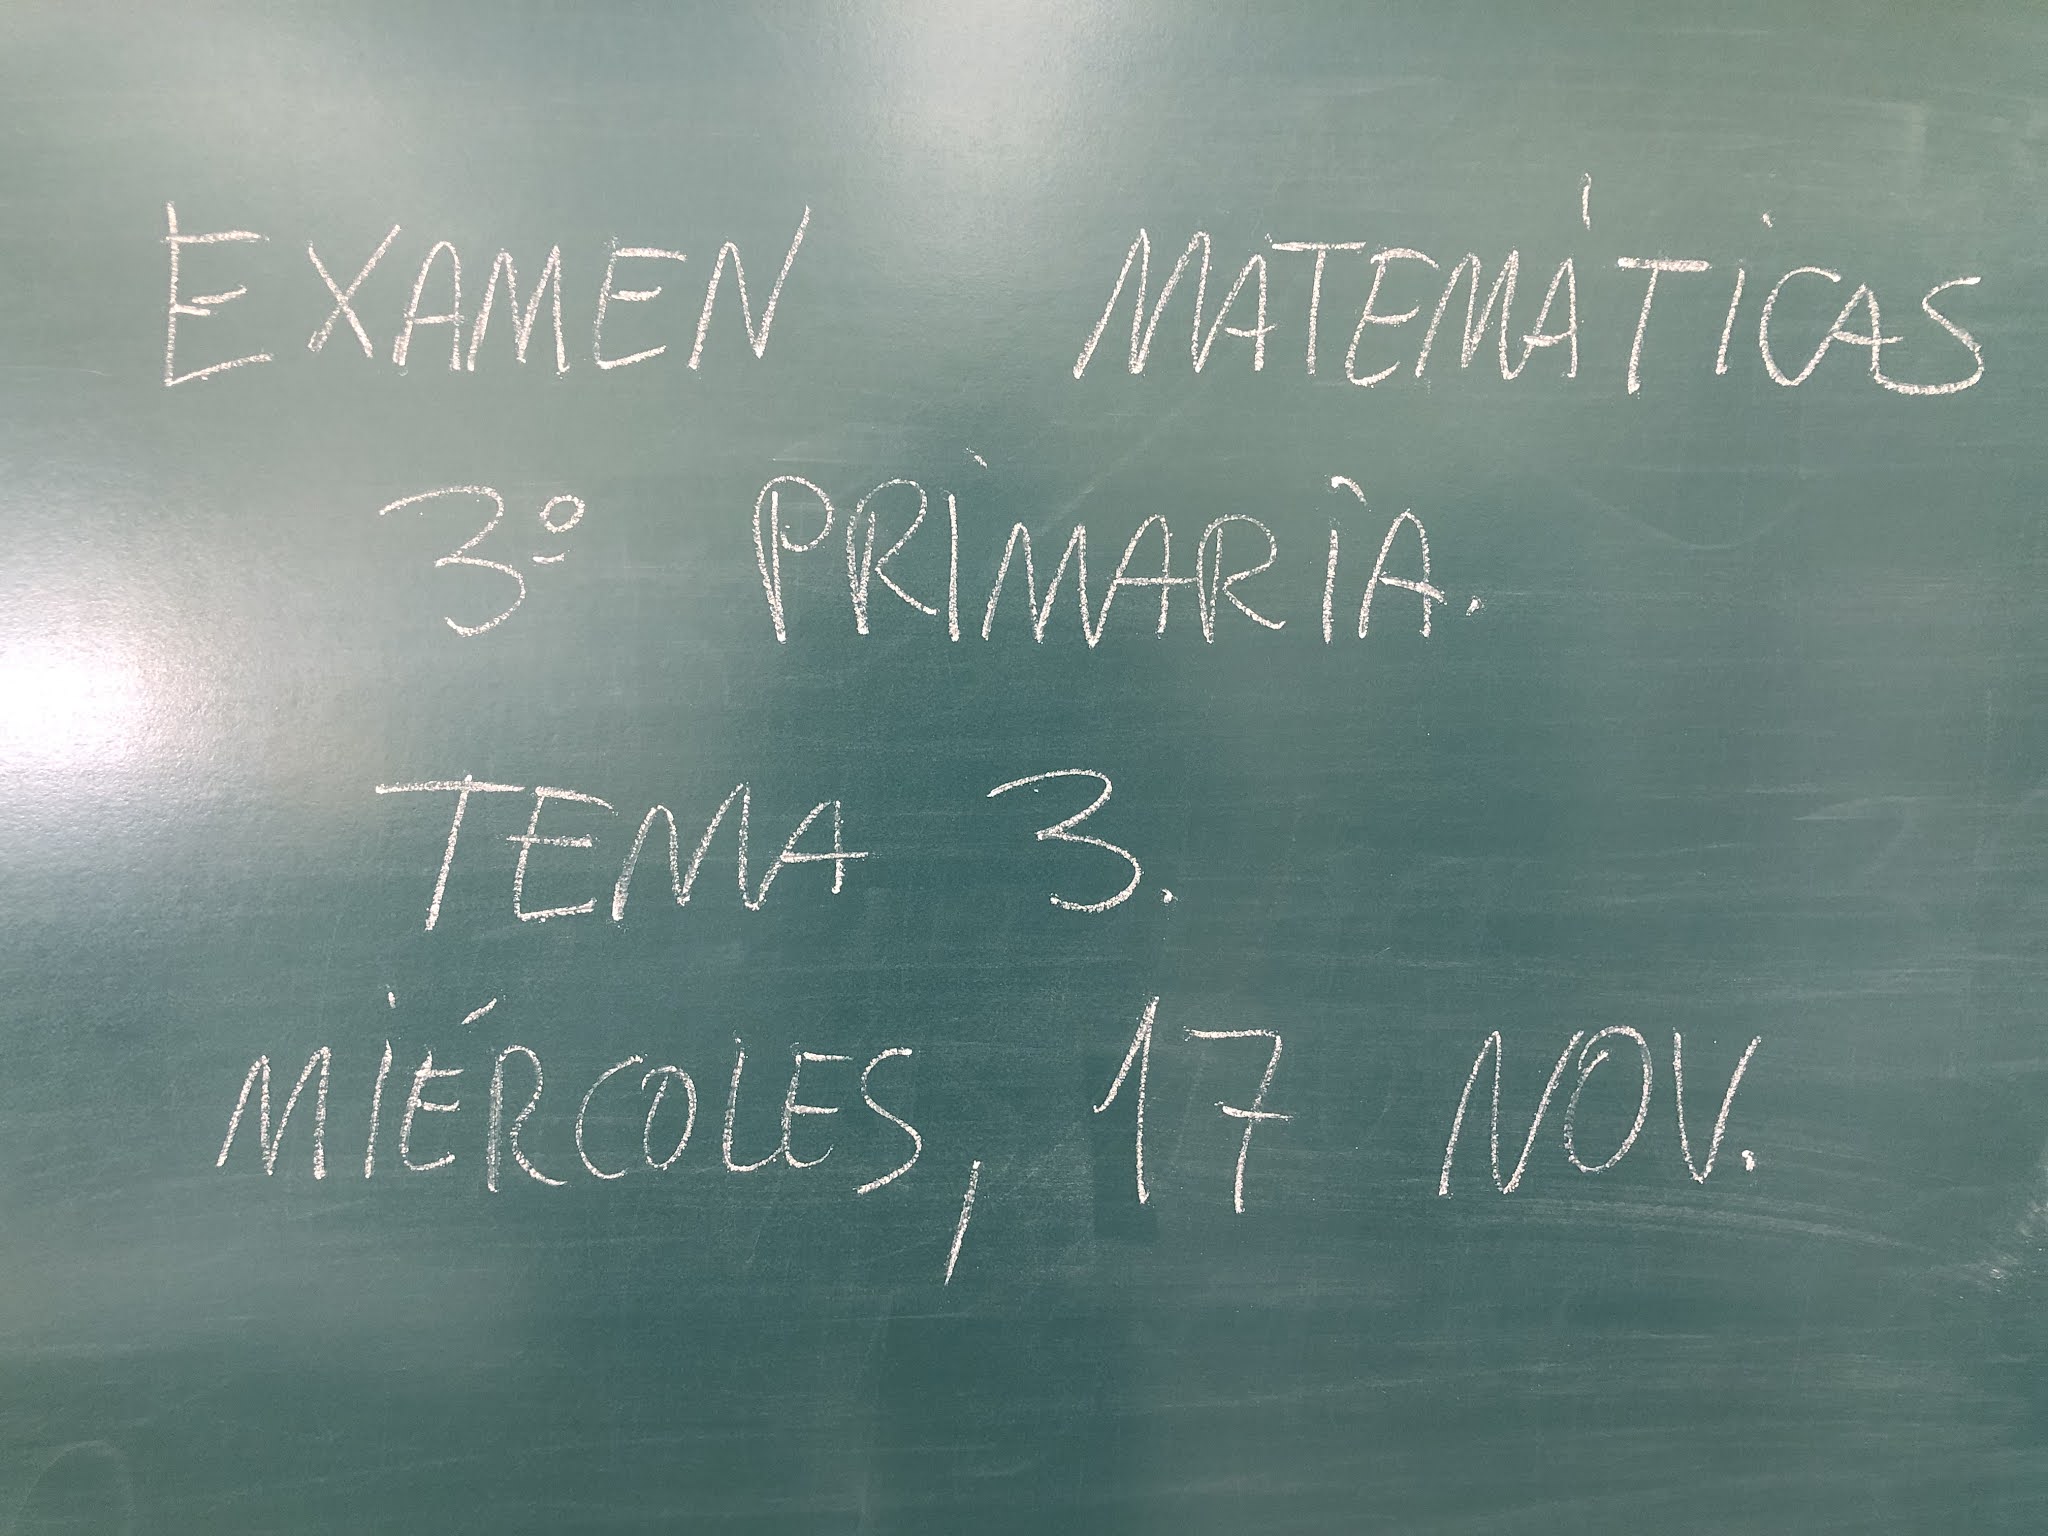 EXAMEN MATEMÁTICAS
3º PRIMARIA.
TEMA 3.
MIÉRCOLES, 17 NOV.